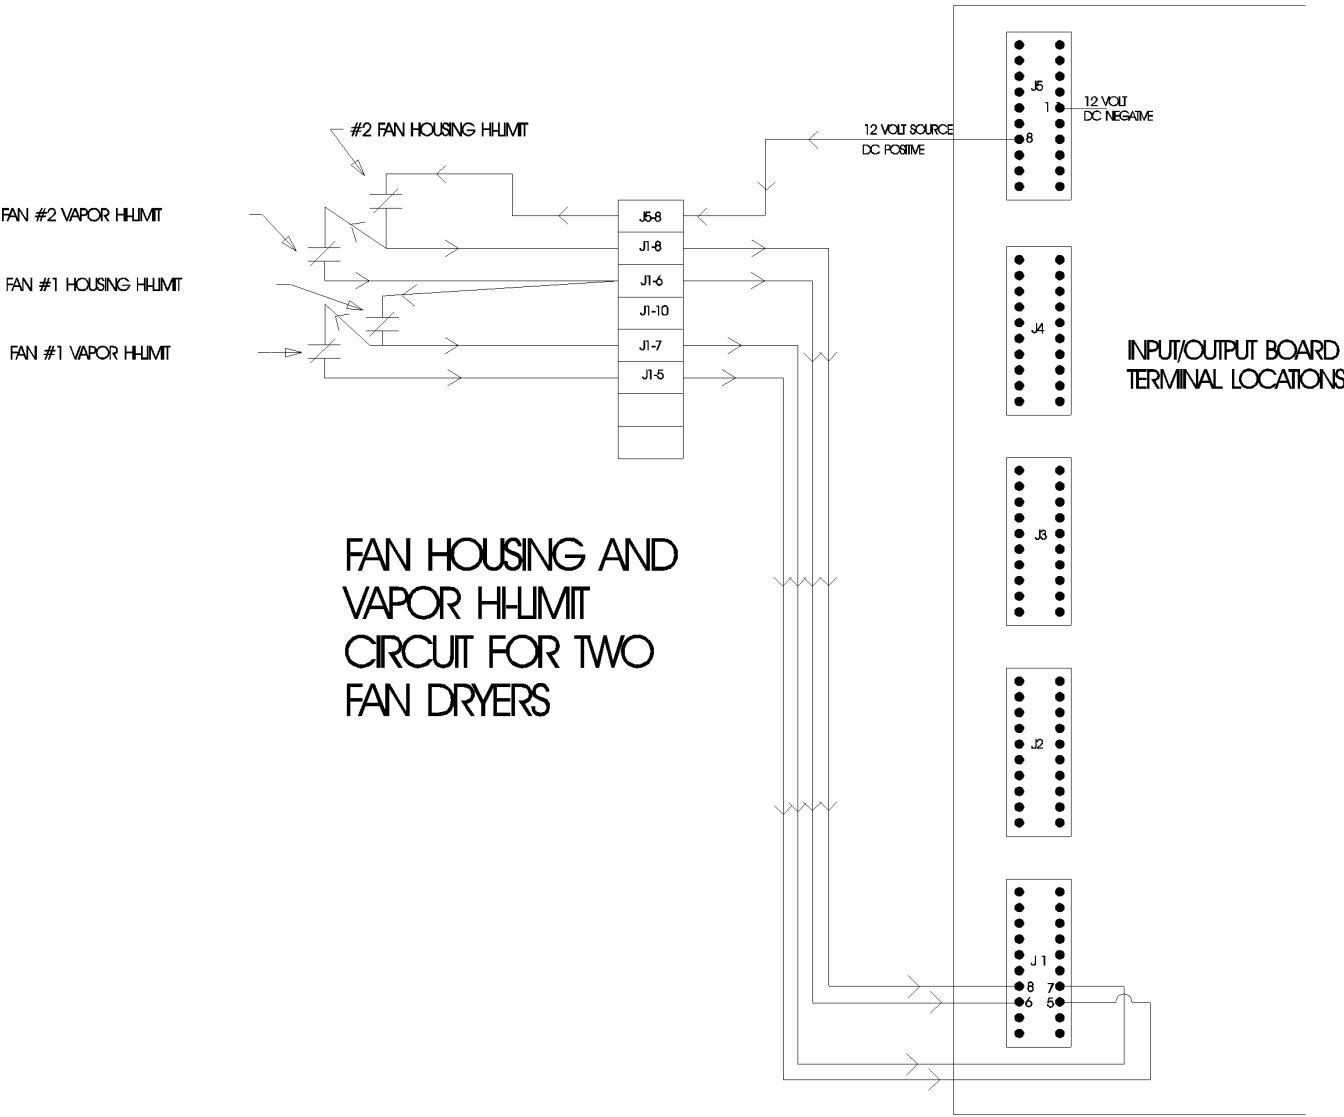 J5
1 1
12 VOLT
DC NEGATIVE
12 VOLT SOURCE
DC POSITIVE
8
#2 FAN HOUSING HI-LIMIT
FAN #2 VAPOR HI-LIMIT
FAN #1 HOUSING HI-LIMIT
FAN #1 VAPOR HI-LIMIT
J5-8
J1-8
J1-6
J1-10
J1-7
J1-5
J4
INPUT/OUTPUT BOARD
TERMINAL LOCATIONS
J3
FAN HOUSING AND
VAPOR HI-LIMIT
CIRCUIT FOR TWO
FAN DRYERS
J2
J 1
8 7
6 5